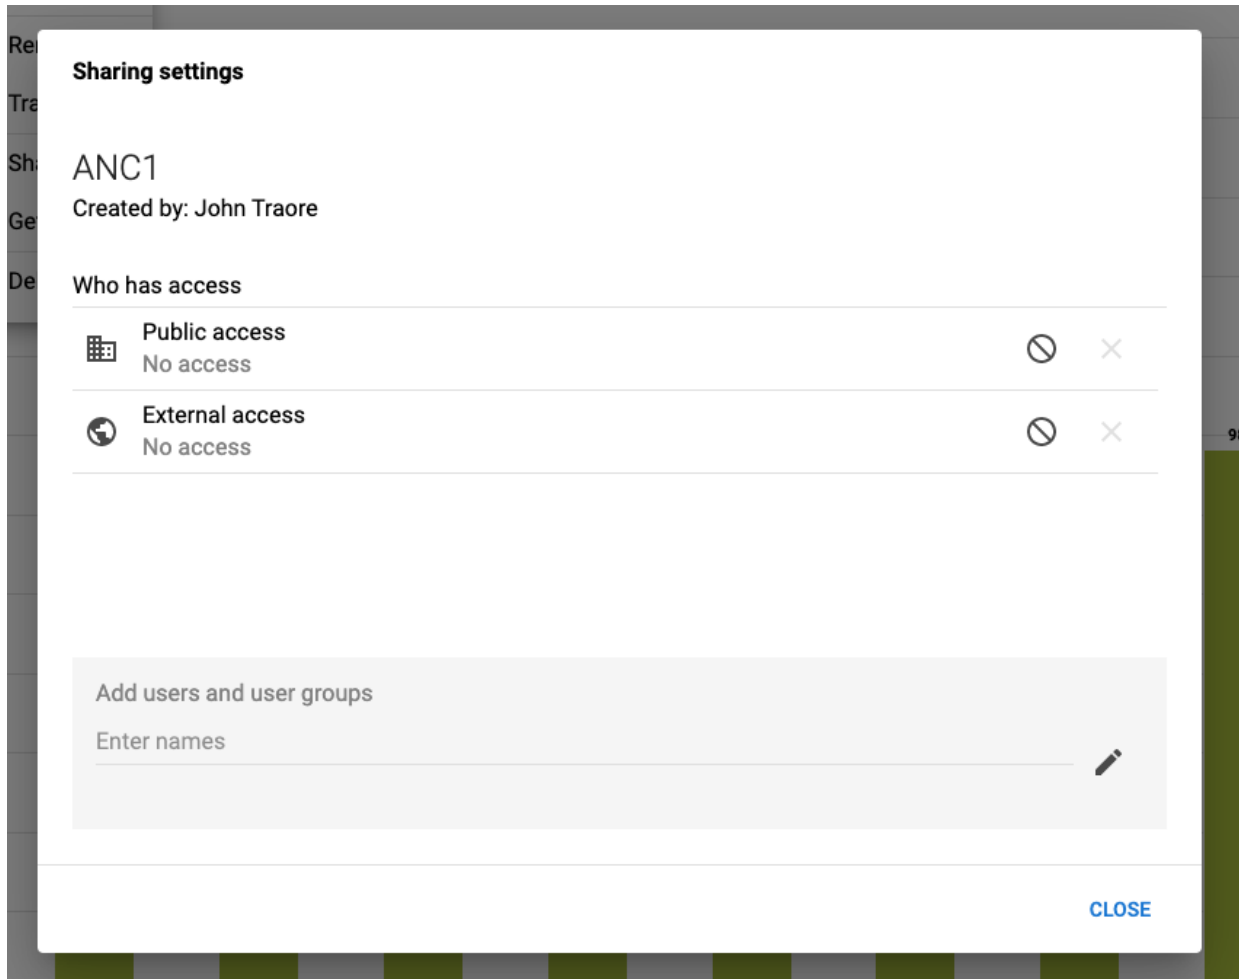 Sharing settings
ANC1
Created by: John Traore
Who has access
Public access
No access
External access
No access
Add users and user groups
Enter names
CLOSE